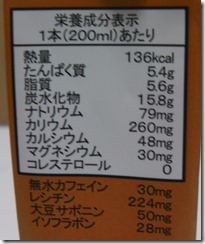 栄養成分表示
1本(200ml)あたり
熱量 136kcal
たんぱく質 5.4g
脂質 5.6g
炭水化物 15.8g
ナトリウム 79mg
カリウム 260mg
カルシウム 48mg
マグネシウム 30mg
コレステロール 0
無水カフェイン 30mg
レシチン 224mg
大豆サポニン 50mg
イソフラボン 28mg